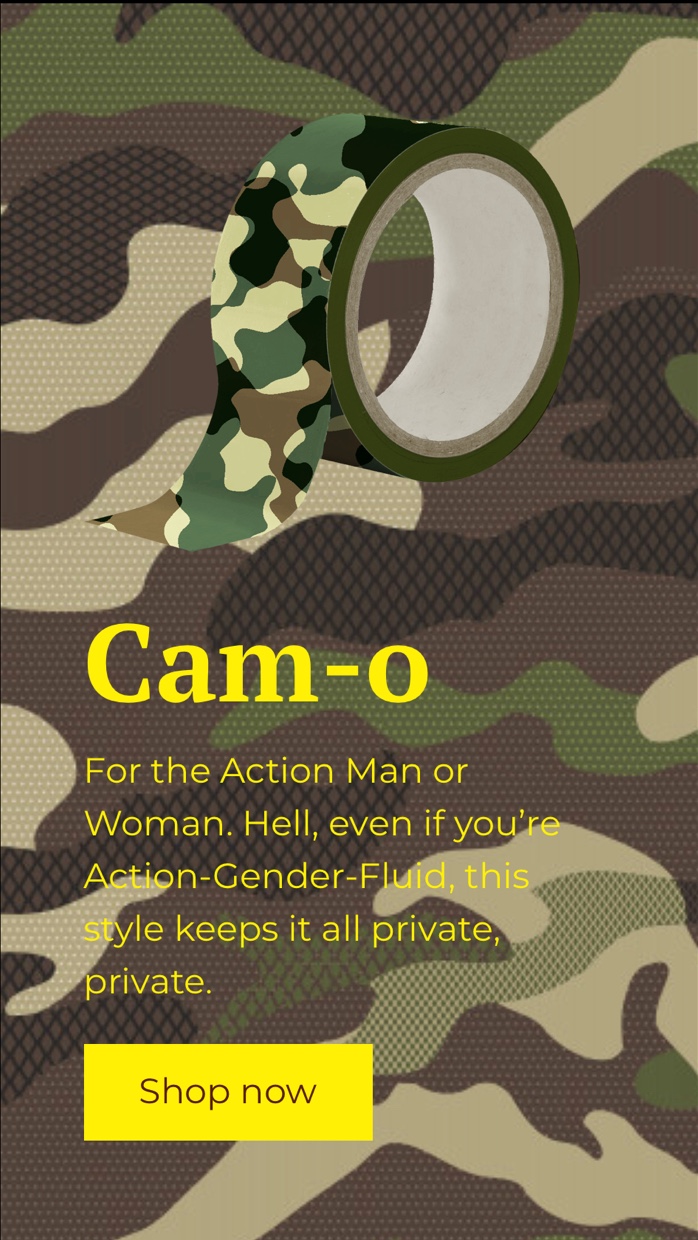 Cam-o
For the Action Man or
Woman. Hell, even if you’re
Action-Gender-Fluid, this
style keeps it all private,
private.
Shop now